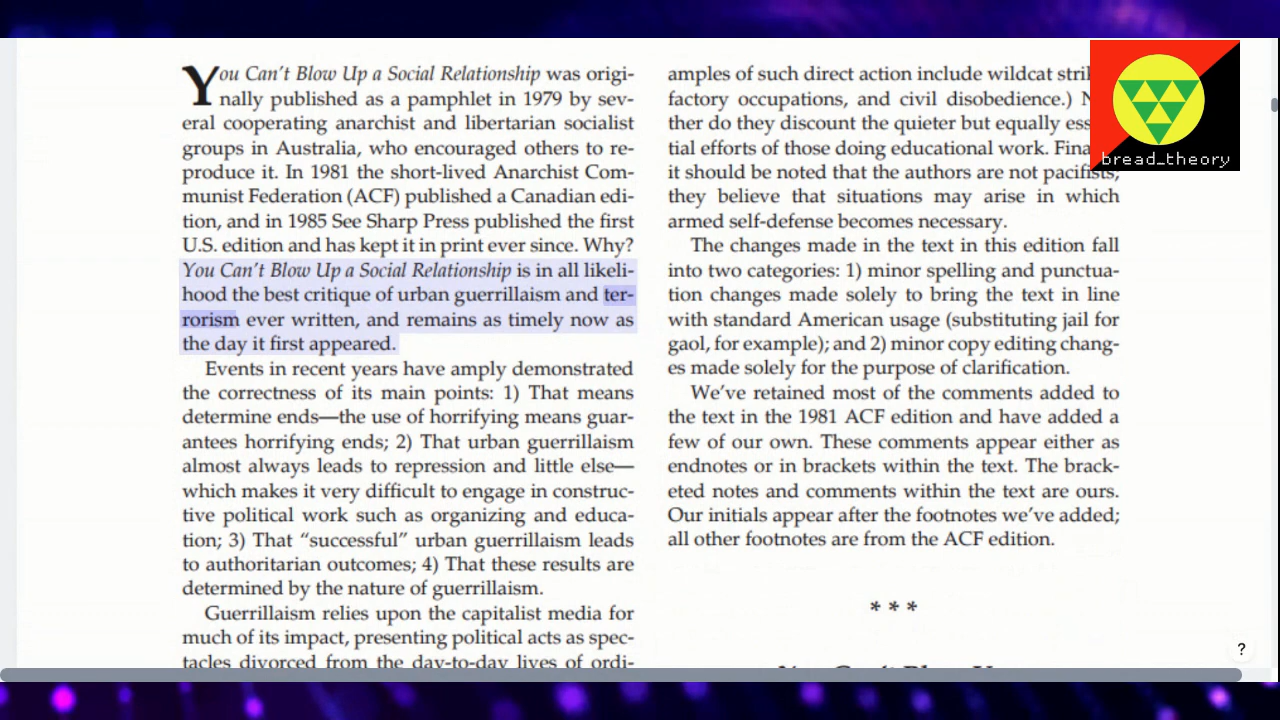 You Can't Blow Up a Social Relationship was origi-
nally published as a pamphlet in 1979 by sev-
eral cooperating anarchist and libertarian socialist
groups in Australia, who encouraged others to re-
produce it. In 1981 the short-lived Anarchist Com-
munist Federation (ACF) published a Canadian edi-
tion, and in 1985 See Sharp Press published the first
U.S. edition and has kept it in print ever since. Why?
You Can't Blow Up a Social Relationship is in all likeli-
hood the best critique of urban guerrillaism and ter-
rorism ever written, and remains as timely now as
the day it first appeared.
Events in recent years have amply demonstrated
the correctness of its main points: 1) That means
determine ends—the use of horrifying means guar-
antees horrifying ends; 2) That urban guerrillaism
almost always leads to repression and little else—
which makes it very difficult to engage in construc-
tive political work such as organizing and educa-
tion; 3) That “successful” urban guerrillaism leads
to authoritarian outcomes; 4) That these results are
determined by the nature of guerrillaism.
Guerrillaism relies upon the capitalist media for
much of its impact, presenting political acts as spec-
tacles divorced from the day-to-day lives of ordi-
amples of such direct action include wildcat
factory occupations, and civil disobedience.)
ther do they discount the quieter but equally
tial efforts of those doing educational work.
it should be noted that the authors are not pacifists;
they believe that situations may arise in which
armed self-defense becomes necessary.
The changes made in the text in this edition fall
into two categories: 1) minor spelling and punctua-
tion changes made solely to bring the text in line
with standard American usage (substituting jail for
gaol, for example); and 2) minor copy editing chang-
es made solely for the purpose of clarification.
We've retained most of the comments added to
the text in the 1981 ACF edition and have added a
few of our own. These comments appear either as
endnotes or in brackets within the text. The brack-
eted notes and comments within the text are ours.
Our initials appear after the footnotes we've added;
all other footnotes are from the ACF edition.
* * *
bread_theory
?